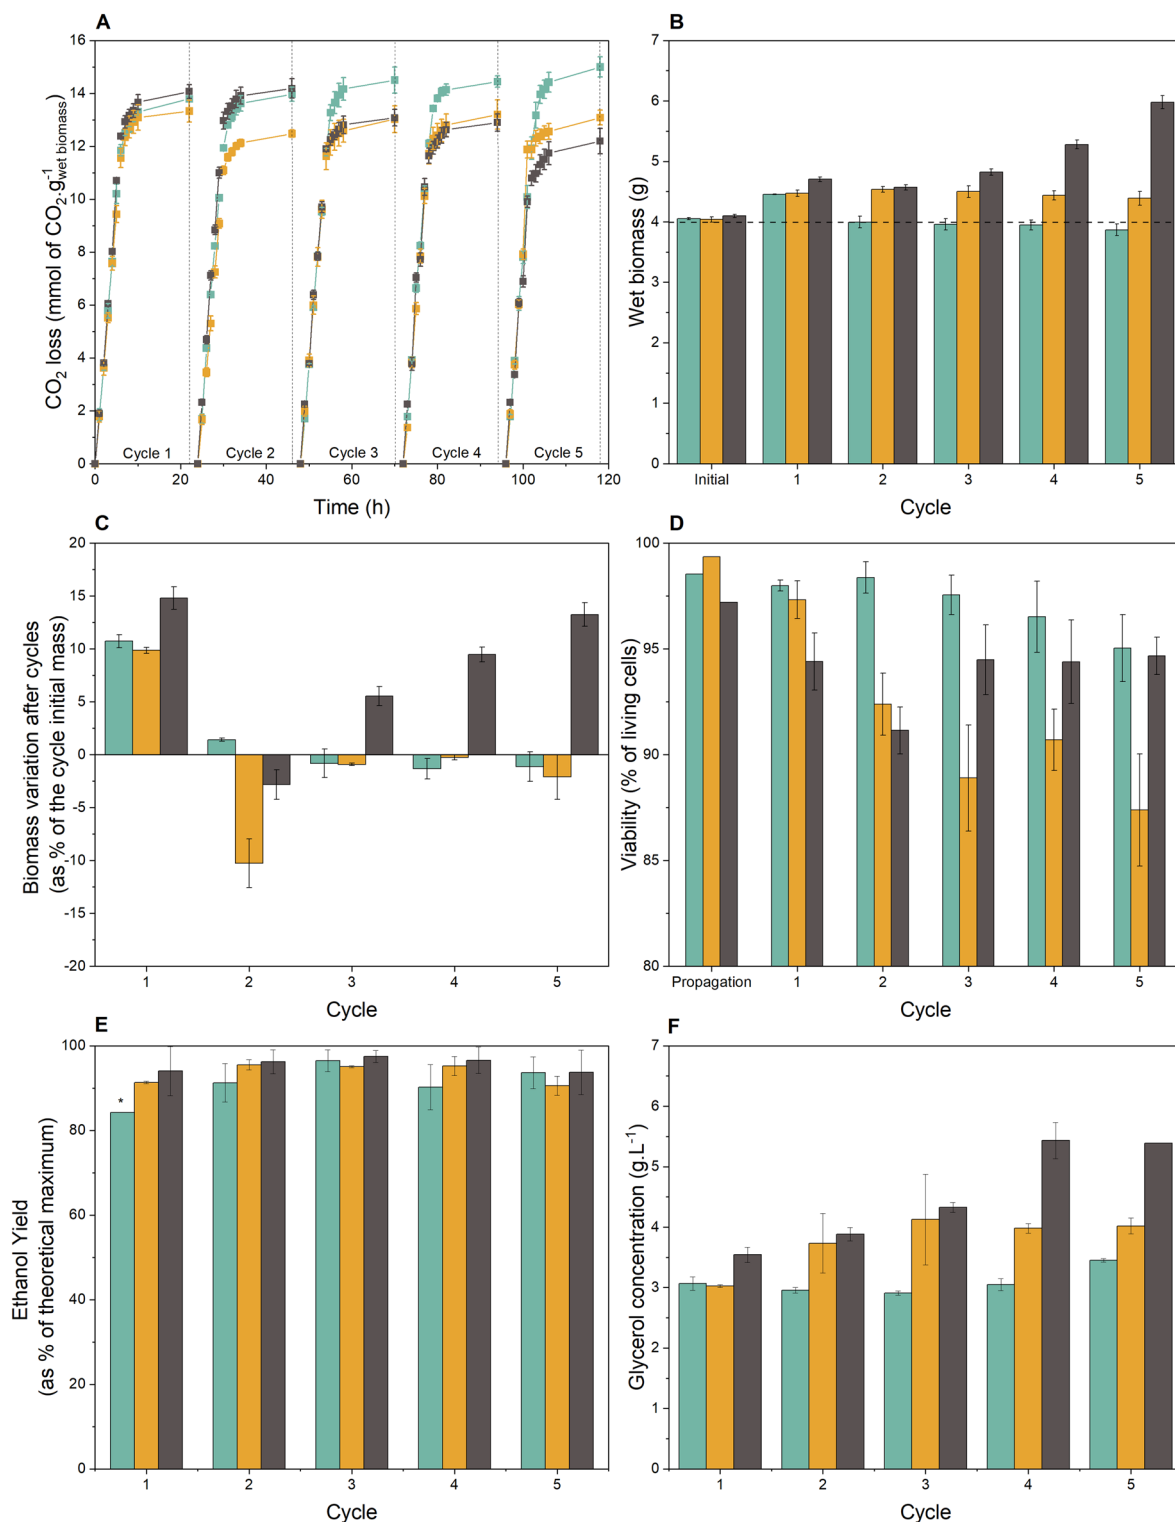 A
CO2 loss (mmol of CO2.g-1 wet biomass)
16
14
12
10
8
6
4
2
0
Cycle 1
Cycle 2
Cycle 3
Cycle 4
Cycle 5
0
20
40
60
80
100
120
Time (h)
B
Wet biomass (g)
7
6
5
4
3
2
1
0
Initial
1
2
3
4
5
Cycle
C
Biomass variation after cycles
(as % of the cycle initial mass)
20
15
10
5
0
-5
-10
-15
-20
1
2
3
4
5
Cycle
D
Viability (% of living cells)
100
95
90
85
80
Propagation
1
2
3
4
5
Cycle
E
Ethanol Yield
(as % of theoretical maximum)
100
80
60
40
20
0
*
1
2
3
4
5
Cycle
F
Glycerol concentration (g.L-1)
7
6
5
4
3
2
1
0
1
2
3
4
5
Cycle